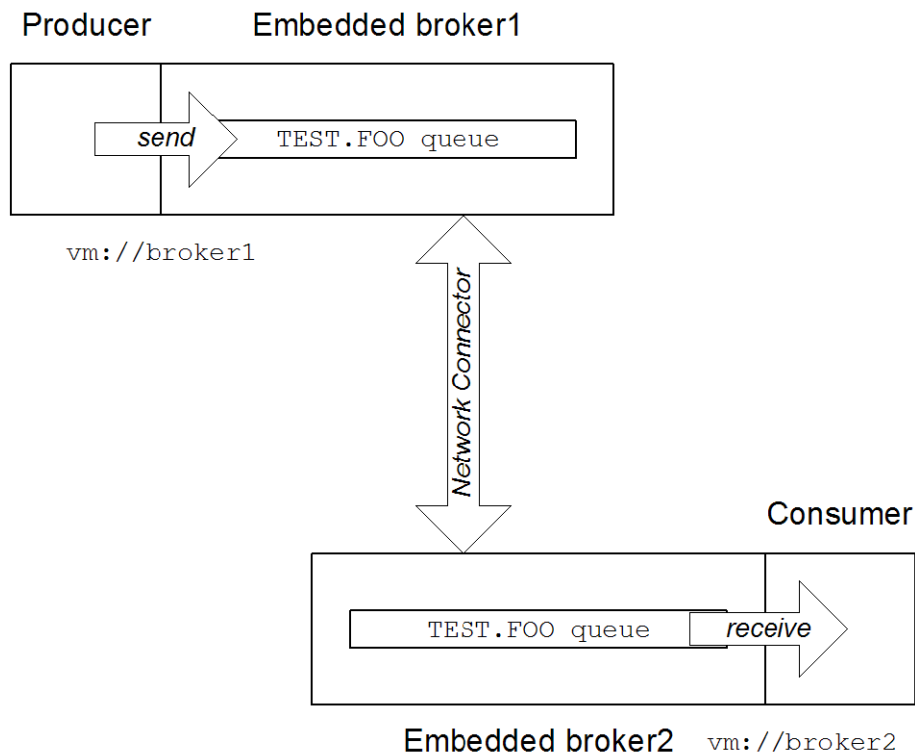 Producer
Embedded broker1
send
TEST.FOO queue
vm://broker1
Network Connector
Consumer
TEST.FOO queue
receive
Embedded broker2
vm://broker2